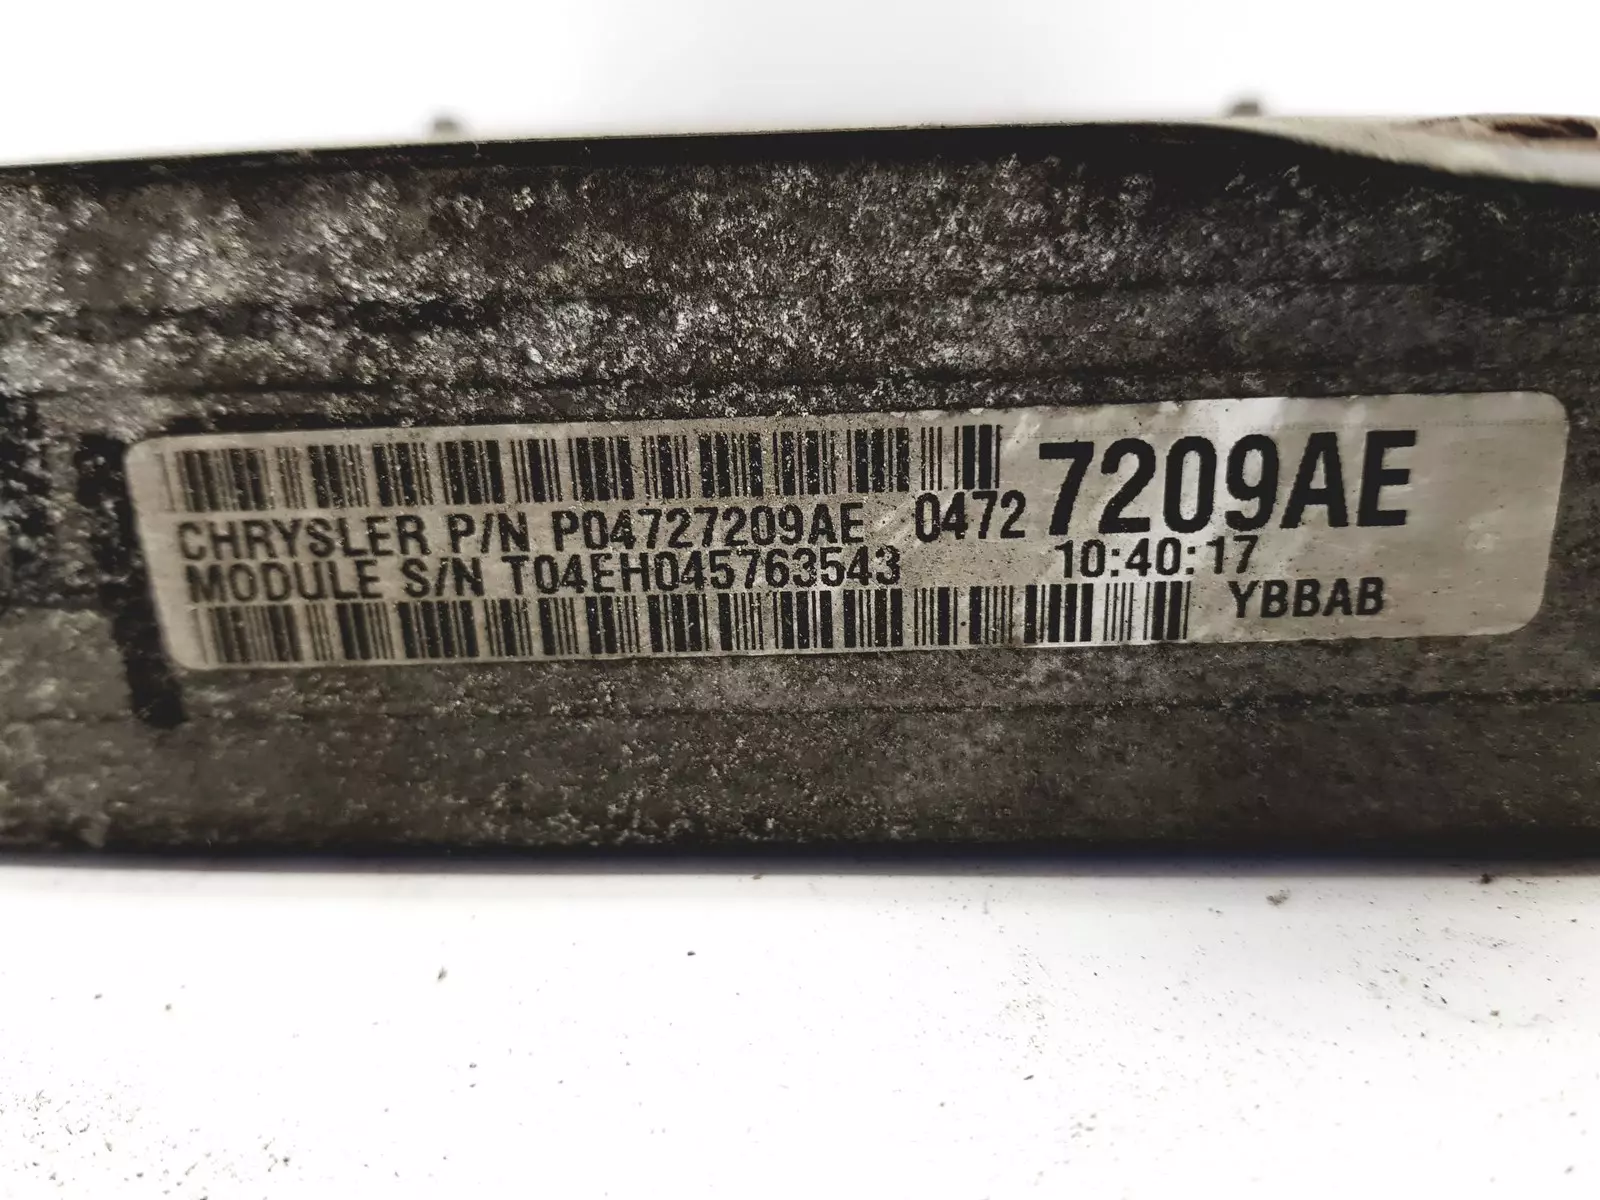 CHRYSLER P/N P04727209AE 0472 7209AE
MODULE S/N T04EH045763543 10:40:17
YBBAB